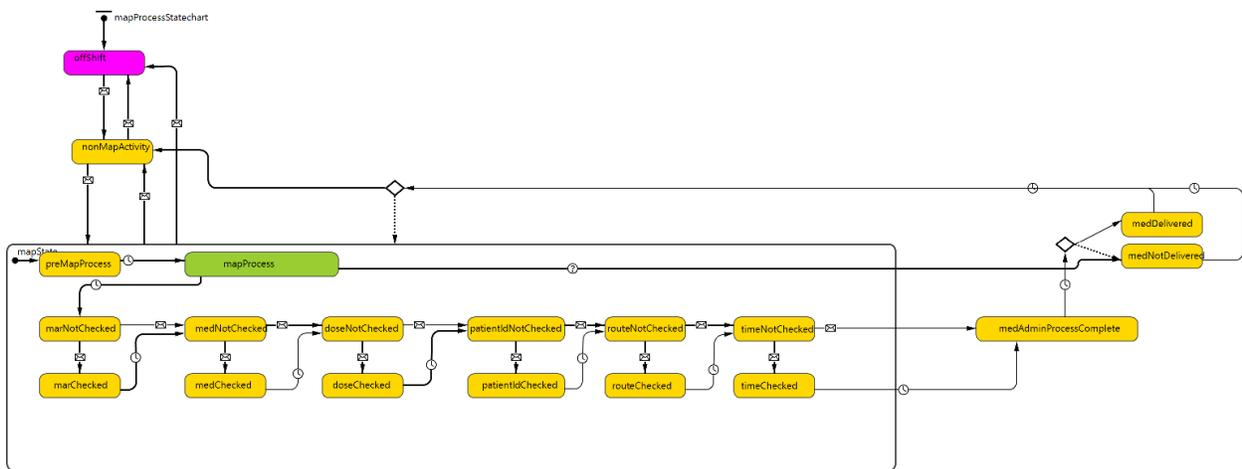 mapProcessStatechart
offShift
nonMapActivity
medDelivered
mapState
preMapProcess
mapProcess
medNotDelivered
?
marNotChecked
medNotChecked
doseNotChecked
patientIdNotChecked
routeNotChecked
timeNotChecked
medAdminProcessComplete
marChecked
medChecked
doseChecked
patientIdChecked
routeChecked
timeChecked